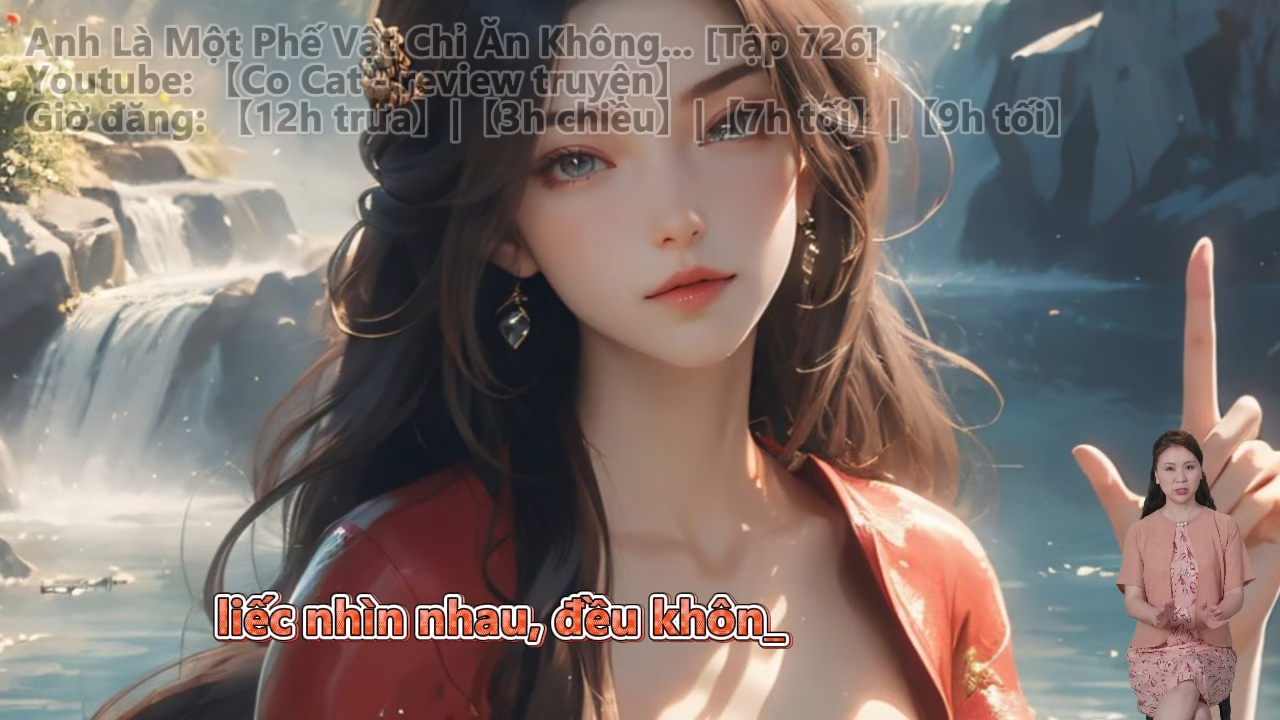 Anh Là Một Phế Vật Chỉ Ăn Không... [Tập 726]
Youtube: 【Co Cat - review truyện】
Giờ đăng: 【12h trưa】 | 【3h chiều】 | 【7h tối】 | 【9h tối】
liếc nhìn nhau, đều khôn_